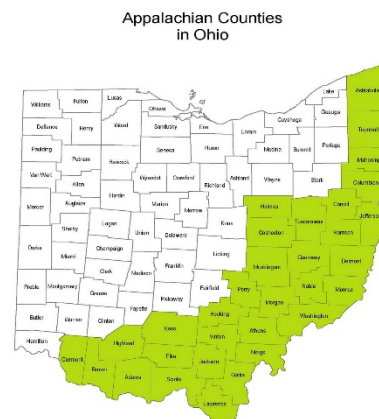 Appalachian Counties
in Ohio
Lake
Ashtabula
Williams
Fulton
Lucas
Ottawa
Geauga
Cuyahoga
Trumbull
Defiance
Henry
Wood
Sandusky
Erie
Lorain
Portage
Summit
Medina
Mahoning
Paulding
Putnam
Hancock
Seneca
Huron
Ashland
Wayne
Stark
Columbiana
Van Wert
Allen
Wyandot
Crawford
Richland
Carroll
Mercer
Auglaize
Hardin
Marion
Morrow
Holmes
Tuscarawas
Jefferson
Harrison
Shelby
Logan
Union
Delaware
Knox
Coshocton
Darke
Miami
Champaign
Licking
Guernsey
Belmont
Clark
Madison
Franklin
Muskingum
Noble
Monroe
Preble
Montgomery
Greene
Pickaway
Fairfield
Perry
Morgan
Washington
Butler
Warren
Clinton
Fayette
Ross
Hocking
Athens
Hamilton
Highland
Vinton
Meigs
Clermont
Brown
Adams
Pike
Jackson
Scioto
Gallia
Lawrence